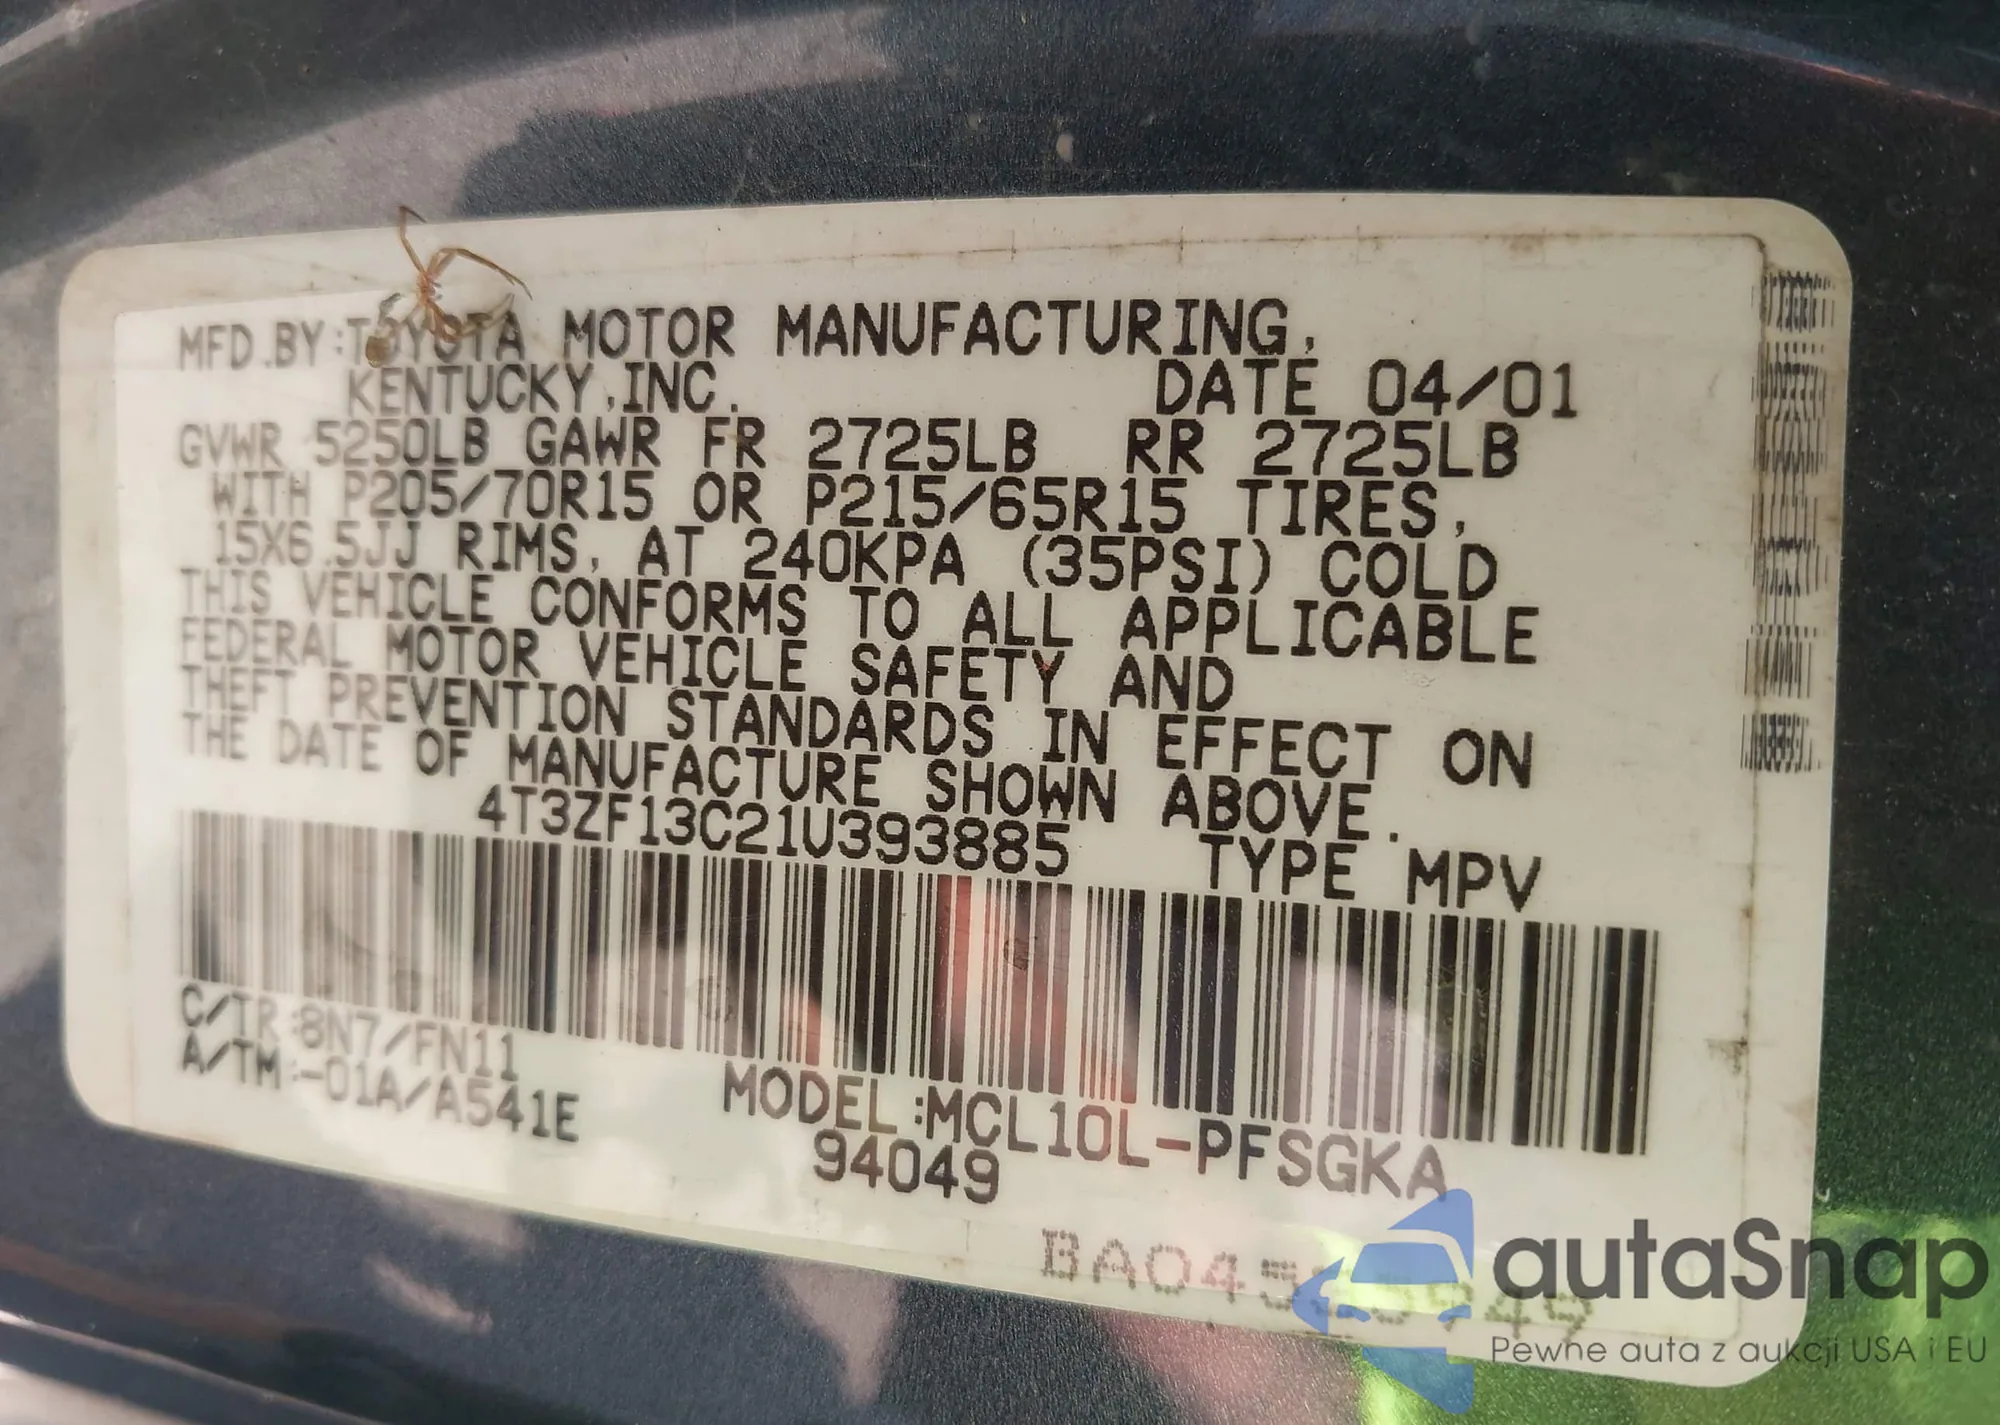 MFD.BY:TOYOTA MOTOR MANUFACTURING,
KENTUCKY,INC. DATE 04/01
GVWR 5250LB GAWR FR 2725LB RR 2725LB
WITH P205/70R15 OR P215/65R15 TIRES,
15X6.5JJ RIMS, AT 240KPA (35PSI) COLD
THIS VEHICLE CONFORMS TO ALL APPLICABLE
FEDERAL MOTOR VEHICLE SAFETY AND
THEFT PREVENTION STANDARDS IN EFFECT ON
THE DATE OF MANUFACTURE SHOWN ABOVE.
4T3ZF13C21U393885 TYPE MPV
C/TR:8N7/FN11
A/TM:-01A/A541E
MODEL:MCL10L-PFSGKA
94049
autaSnap
Pewne auta z aukcji USA i EU